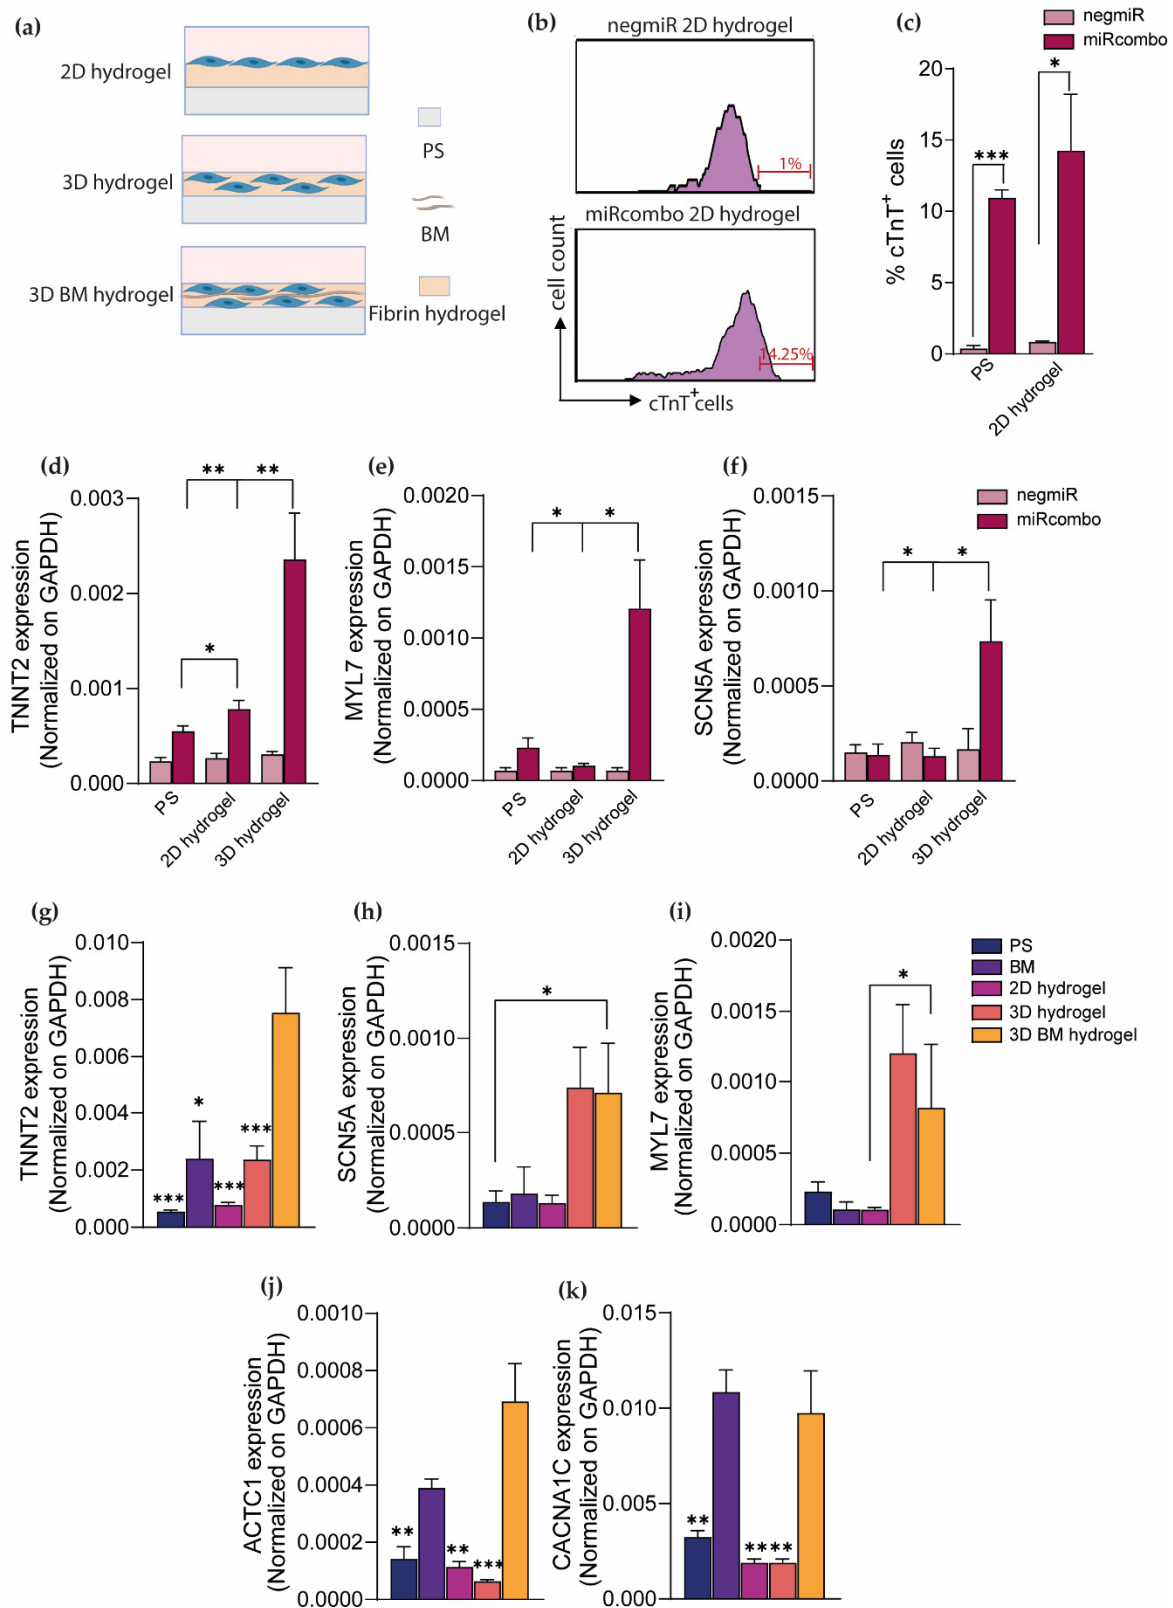 (a)
2D hydrogel
3D hydrogel
3D BM hydrogel
PS
BM
Fibrin hydrogel
(b)
negmiR 2D hydrogel
1%
miRcombo 2D hydrogel
14.25%
cell count
cTnT+ cells
(c)
negmiR
miRcombo
% cTnT+ cells
20
15
10
5
0
***
*
PS
2D hydrogel
(d)
TNNT2 expression
(Normalized on GAPDH)
0.003
0.002
0.001
0.000
** **
*
PS
2D hydrogel
3D hydrogel
(e)
MYL7 expression
(Normalized on GAPDH)
0.0020
0.0015
0.0010
0.0005
0.0000
* *
PS
2D hydrogel
3D hydrogel
(f)
SCN5A expression
(Normalized on GAPDH)
0.0015
0.0010
0.0005
0.0000
* *
PS
2D hydrogel
3D hydrogel
negmiR
miRcombo
(g)
TNNT2 expression
(Normalized on GAPDH)
0.010
0.008
0.006
0.004
0.002
0.000
*** * *** ***
(h)
SCN5A expression
(Normalized on GAPDH)
0.0015
0.0010
0.0005
0.0000
*
(i)
MYL7 expression
(Normalized on GAPDH)
0.0020
0.0015
0.0010
0.0005
0.0000
*
PS
BM
2D hydrogel
3D hydrogel
3D BM hydrogel
(j)
ACTC1 expression
(Normalized on GAPDH)
0.0010
0.0008
0.0006
0.0004
0.0002
0.0000
** ** ***
(k)
CACNA1C expression
(Normalized on GAPDH)
0.015
0.010
0.005
0.000
** ** **